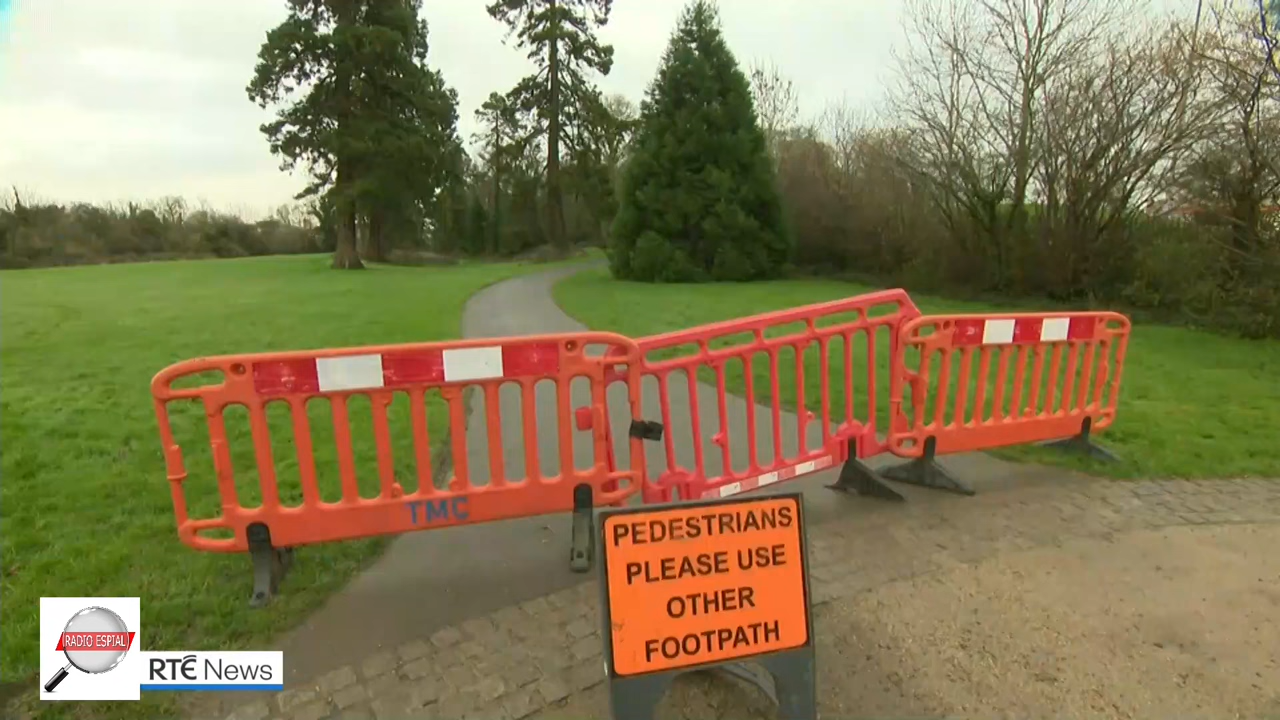 TMC
PEDESTRIANS
PLEASE USE
OTHER
FOOTPATH
RADIO ESPIAL
RTÉ News